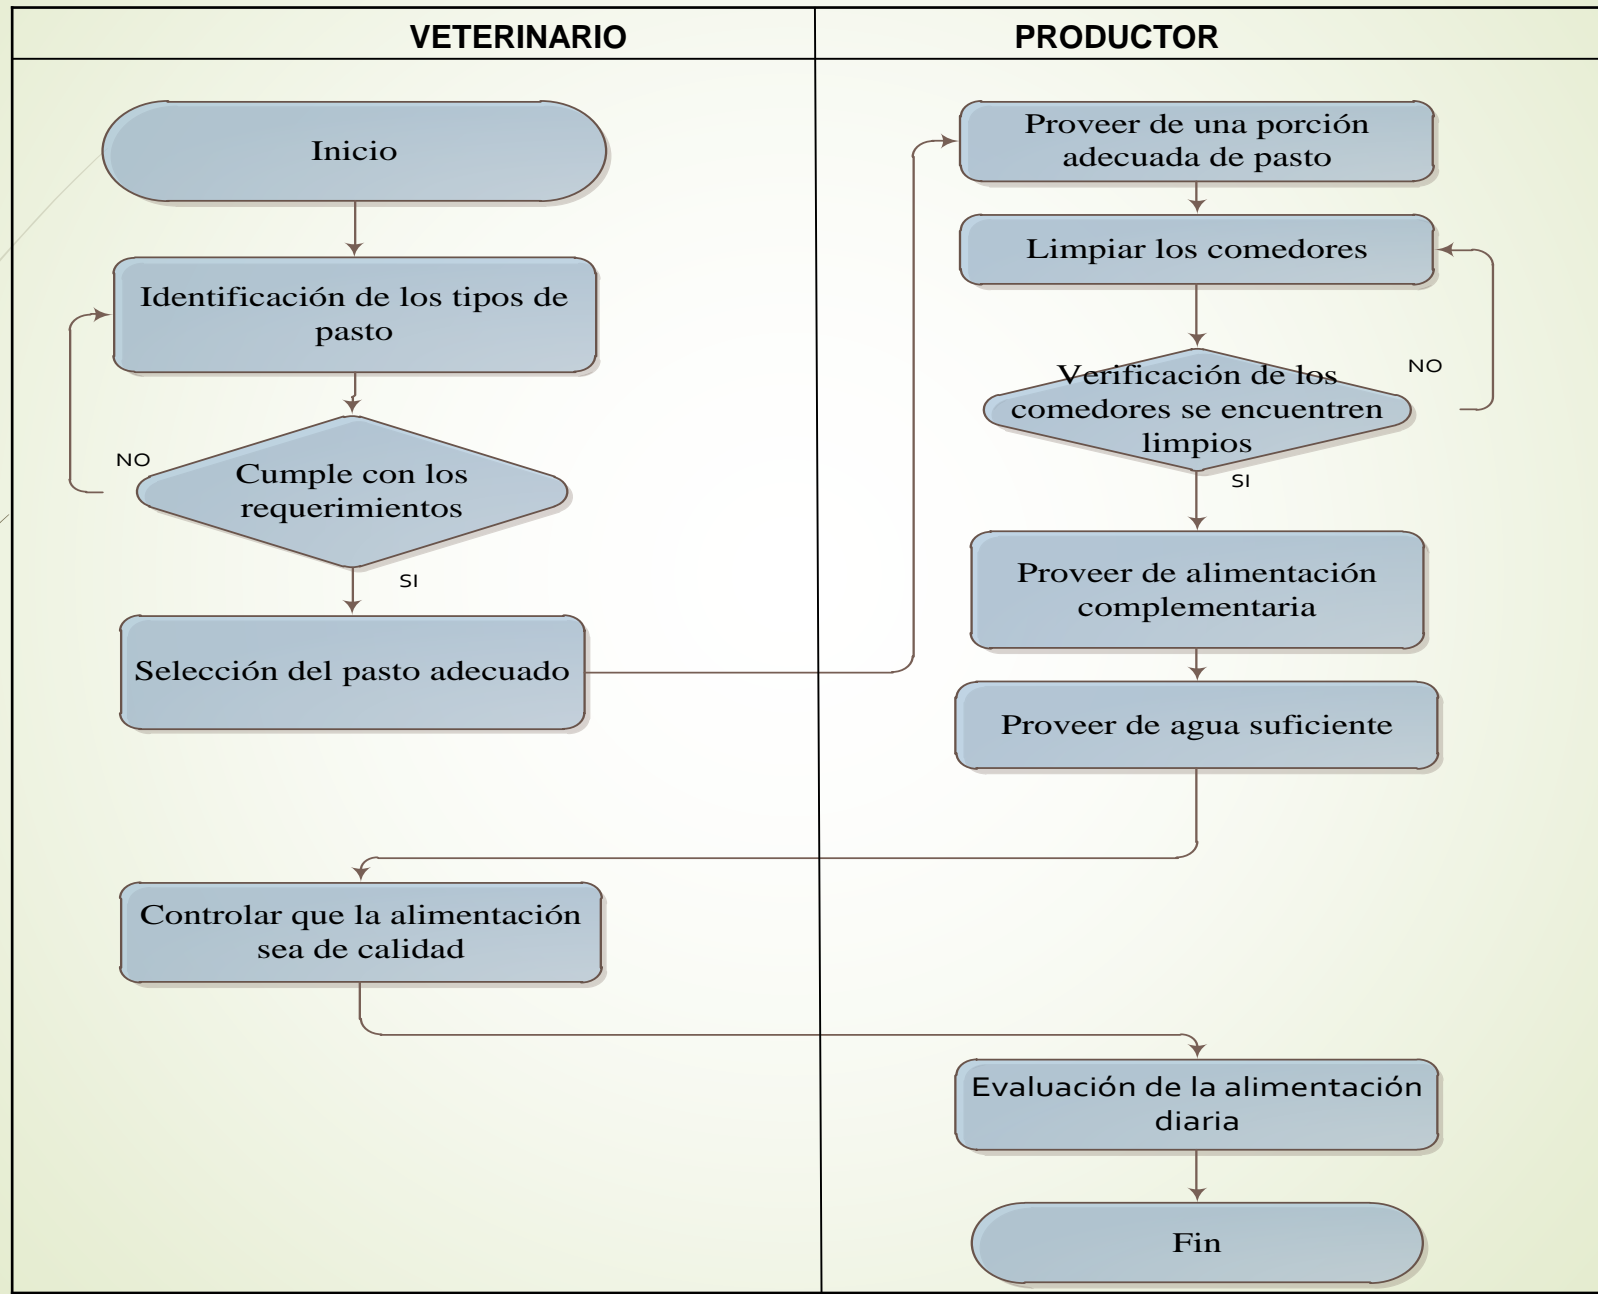 VETERINARIO
PRODUCTOR
Inicio
Identificación de los tipos de
pasto
NO
Cumple con los
requerimientos
SI
Selección del pasto adecuado
Proveer de una porción
adecuada de pasto
Limpiar los comedores
NO
Verificación de los
comedores se encuentren
limpios
SI
Proveer de alimentación
complementaria
Proveer de agua suficiente
Controlar que la alimentación
sea de calidad
Evaluación de la alimentación
diaria
Fin